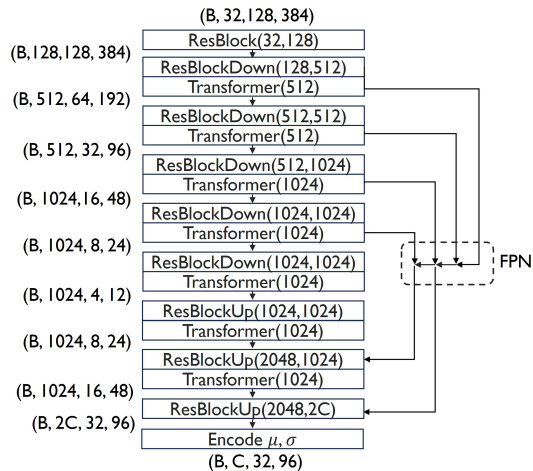 (B, 32,128, 384)
ResBlock(32,128)
(B,128,128, 384)
ResBlockDown(128,512)
Transformer(512)
(B, 512, 64, 192)
ResBlockDown(512,512)
Transformer(512)
(B, 512, 32, 96)
ResBlockDown(512,1024)
Transformer(1024)
(B, 1024,16, 48)
ResBlockDown(1024,1024)
Transformer(1024)
(B, 1024, 8, 24)
FPN
ResBlockDown(1024,1024)
Transformer(1024)
(B, 1024, 4, 12)
ResBlockUp(1024,1024)
Transformer(1024)
(B, 1024, 8, 24)
ResBlockUp(2048,1024)
Transformer(1024)
(B, 1024, 16, 48)
ResBlockUp(2048,2C)
(B, 2C, 32, 96)
Encode μ, σ
(B, C, 32, 96)